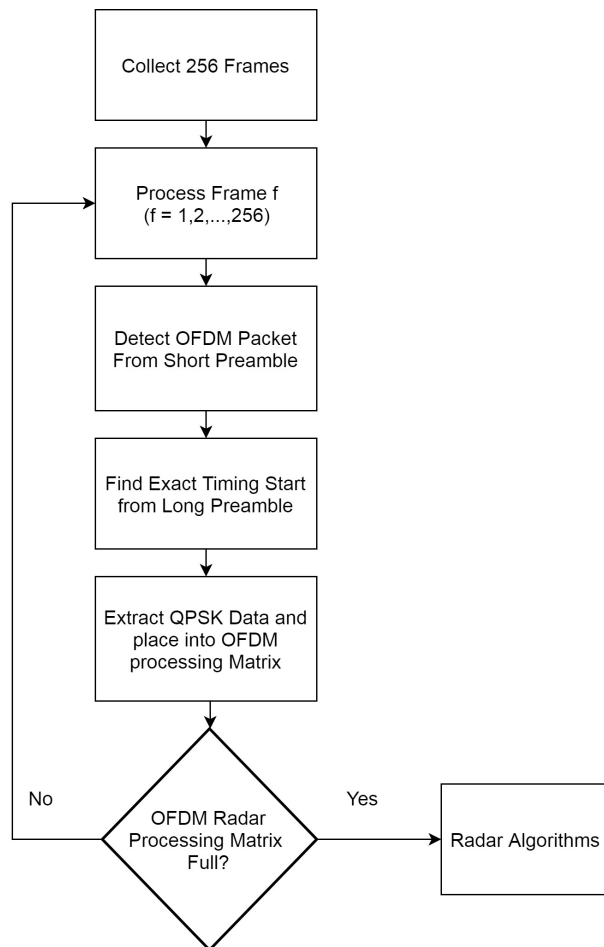 Collect 256 Frames
Process Frame f
(f = 1,2,...,256)
Detect OFDM Packet
From Short Preamble
Find Exact Timing Start
from Long Preamble
Extract QPSK Data and
place into OFDM
processing Matrix
No
OFDM Radar
Processing Matrix
Full?
Yes
Radar Algorithms